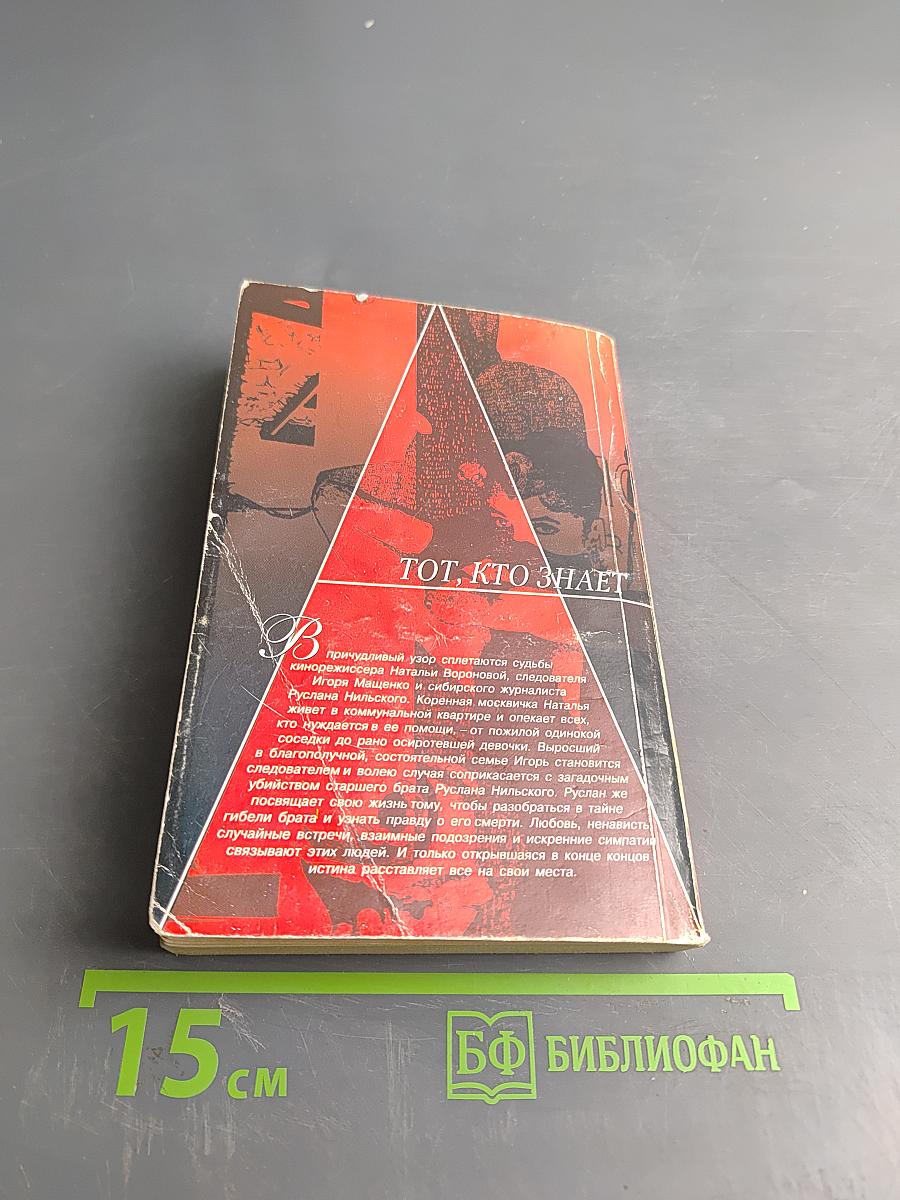 ТОТ, КТО ЗНАЕТ
В причудливый узор сплетаются судьбы
кинорежиссера Натальи Вороновой, следователя
Игоря Мащенко и сибирского журналиста
Руслана Нильского. Коренная москвичка Наталья
живет в коммунальной квартире и опекает всех,
кто нуждается в ее помощи, – от пожилой одинокой
соседки до рано осиротевшей девочки. Выросший
в благополучной, состоятельной семье Игорь становится
следователем и волею случая соприкасается с загадочным
убийством старшего брата Руслана Нильского. Руслан же
посвящает свою жизнь тому, чтобы разобраться в тайне
гибели брата и узнать правду о его смерти. Любовь, ненависть,
случайные встречи, взаимные подозрения и искренние симпатии
связывают этих людей. И только открывшаяся в конце концов
истина расставляет все на свои места.
15 см
БФ БИБЛИОФАН